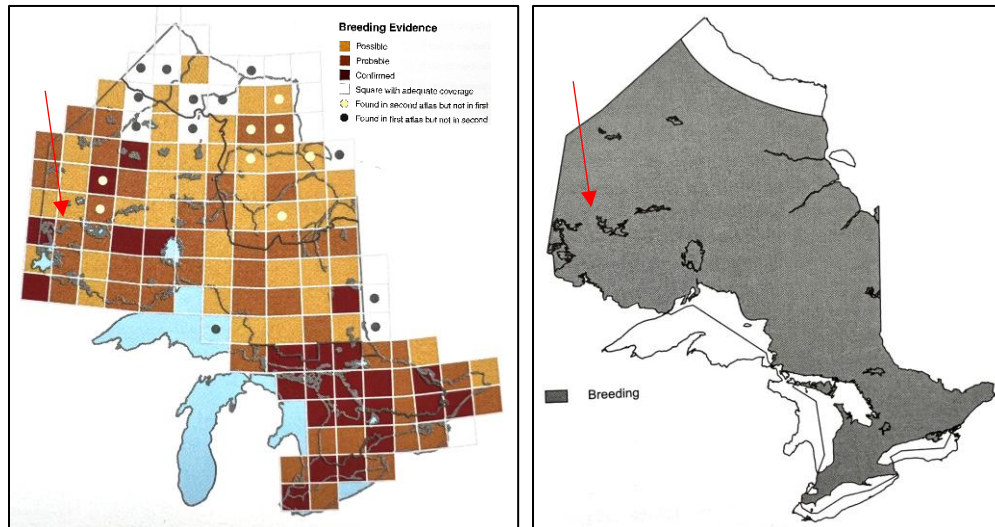 Breeding Evidence
Possible
Probable
Confirmed
Square with adequate coverage
Found in second atlas but not in first
Found in first atlas but not in second
Breeding